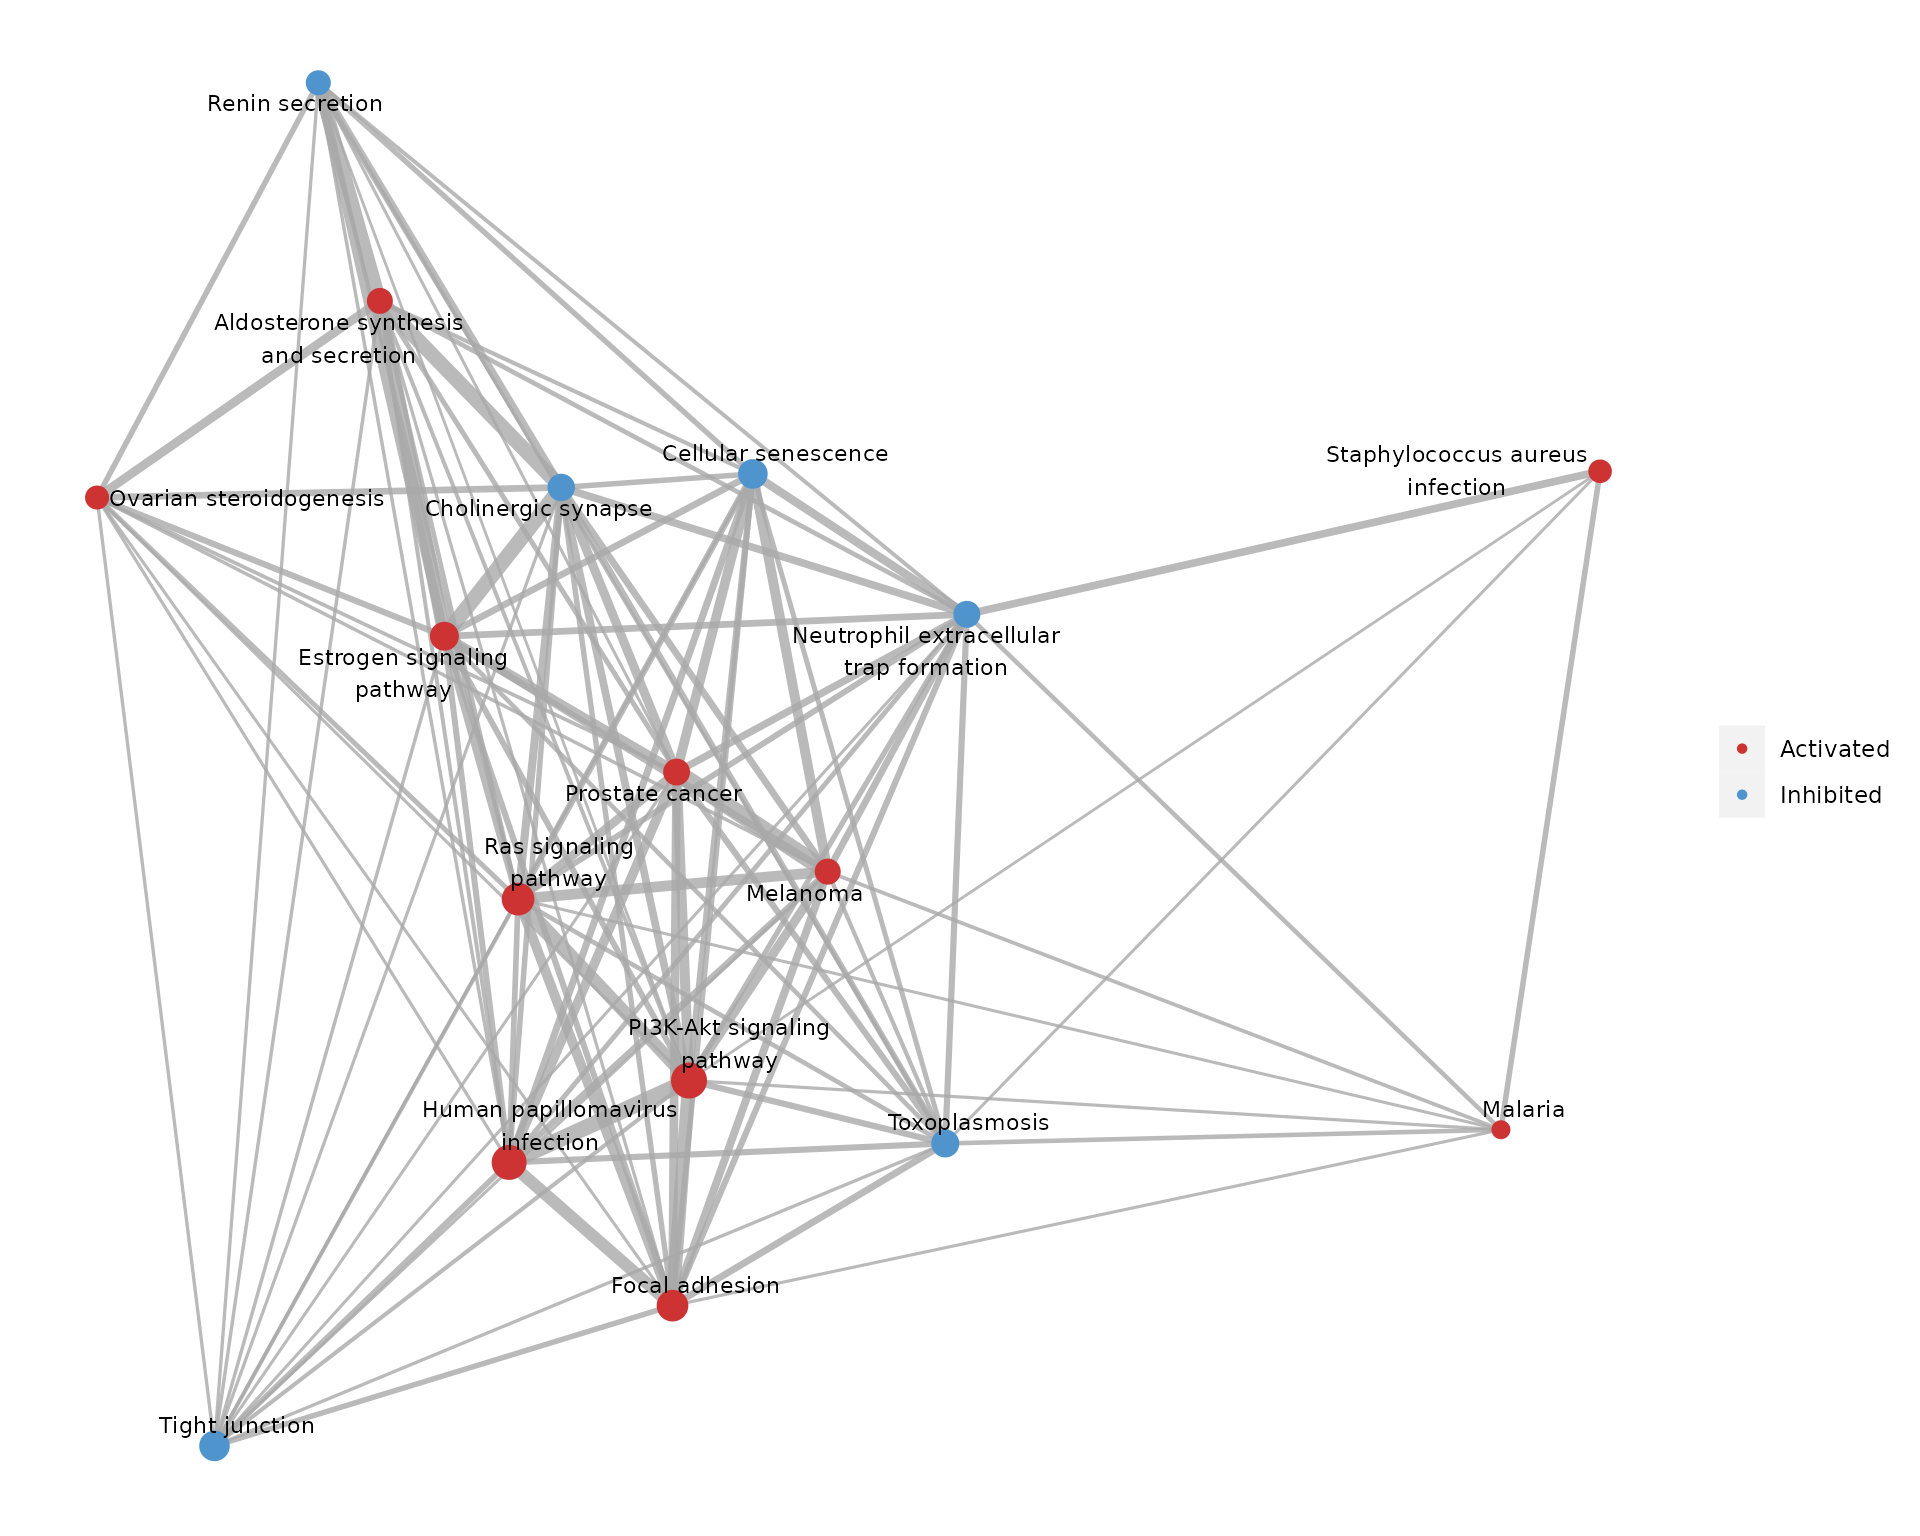 Renin secretion
Aldosterone synthesis
and secretion
Cellular senescence
Staphylococcus aureus
infection
Ovarian steroidogenesis
Cholinergic synapse
Neutrophil extracellular
trap formation
Estrogen signaling
pathway
Activated
Inhibited
Prostate cancer
Ras signaling
pathway
Melanoma
PI3K-Akt signaling
pathway
Human papillomavirus
infection
Toxoplasmosis
Malaria
Focal adhesion
Tight junction